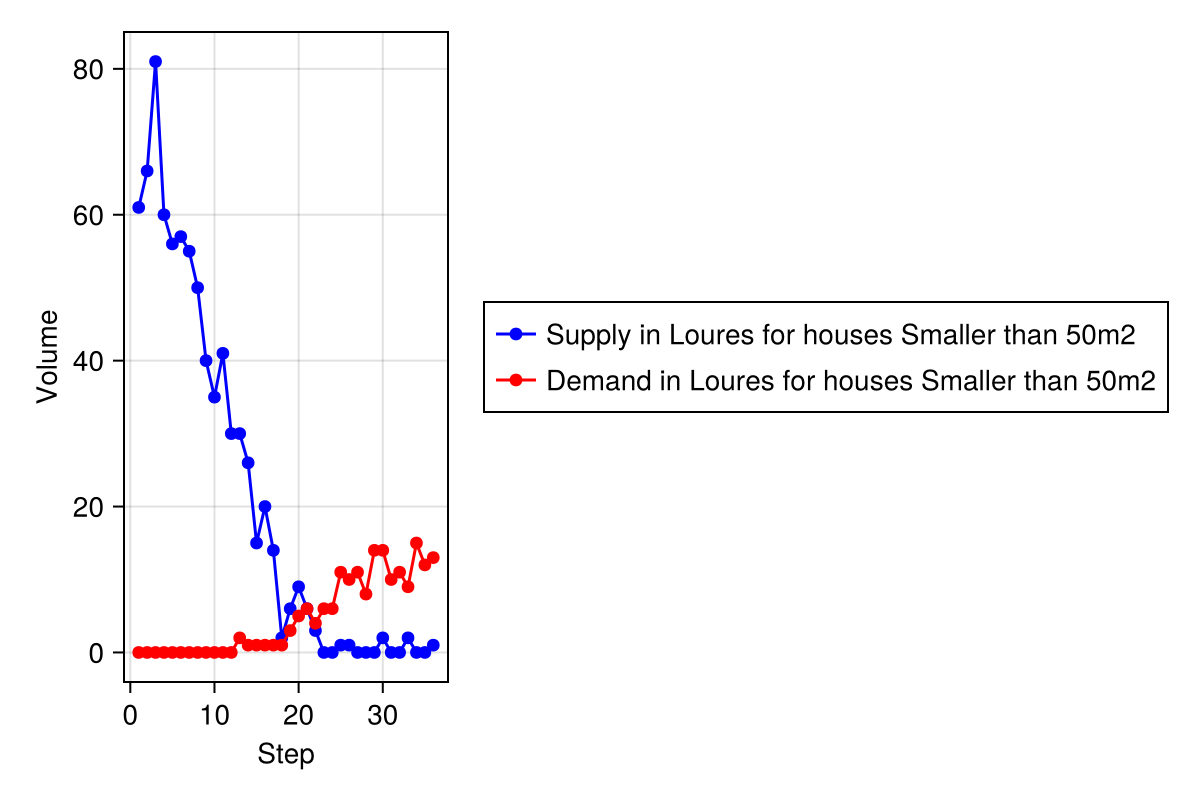 80
60
40
20
0
Volume
0 10 20 30
Step
Supply in Loures for houses Smaller than 50m2
Demand in Loures for houses Smaller than 50m2